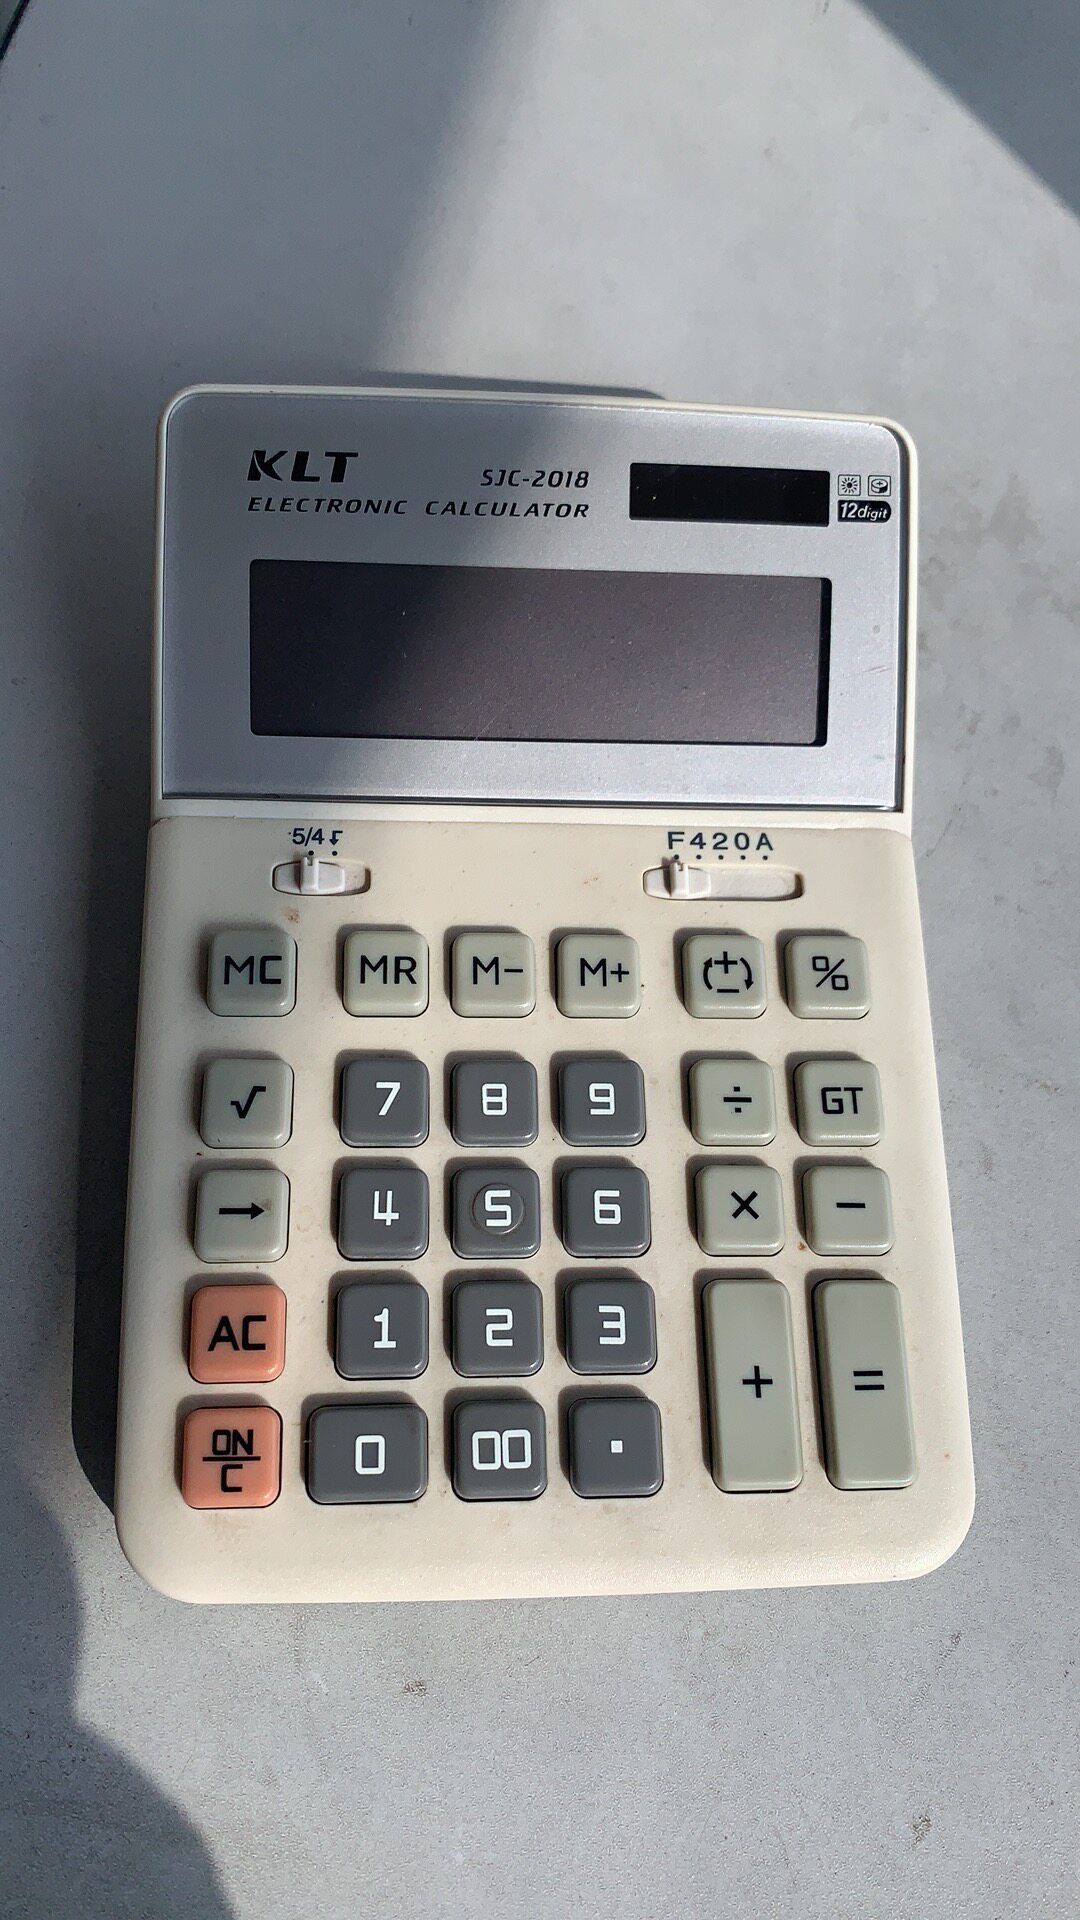 KLT SJC-2018
ELECTRONIC CALCULATOR
12digit
5/4 F420A
MC MR M− M+ +− %
√ 7 8 9 ÷ GT
→ 4 5 6 × −
AC 1 2 3
ON/C 0 00 . + =